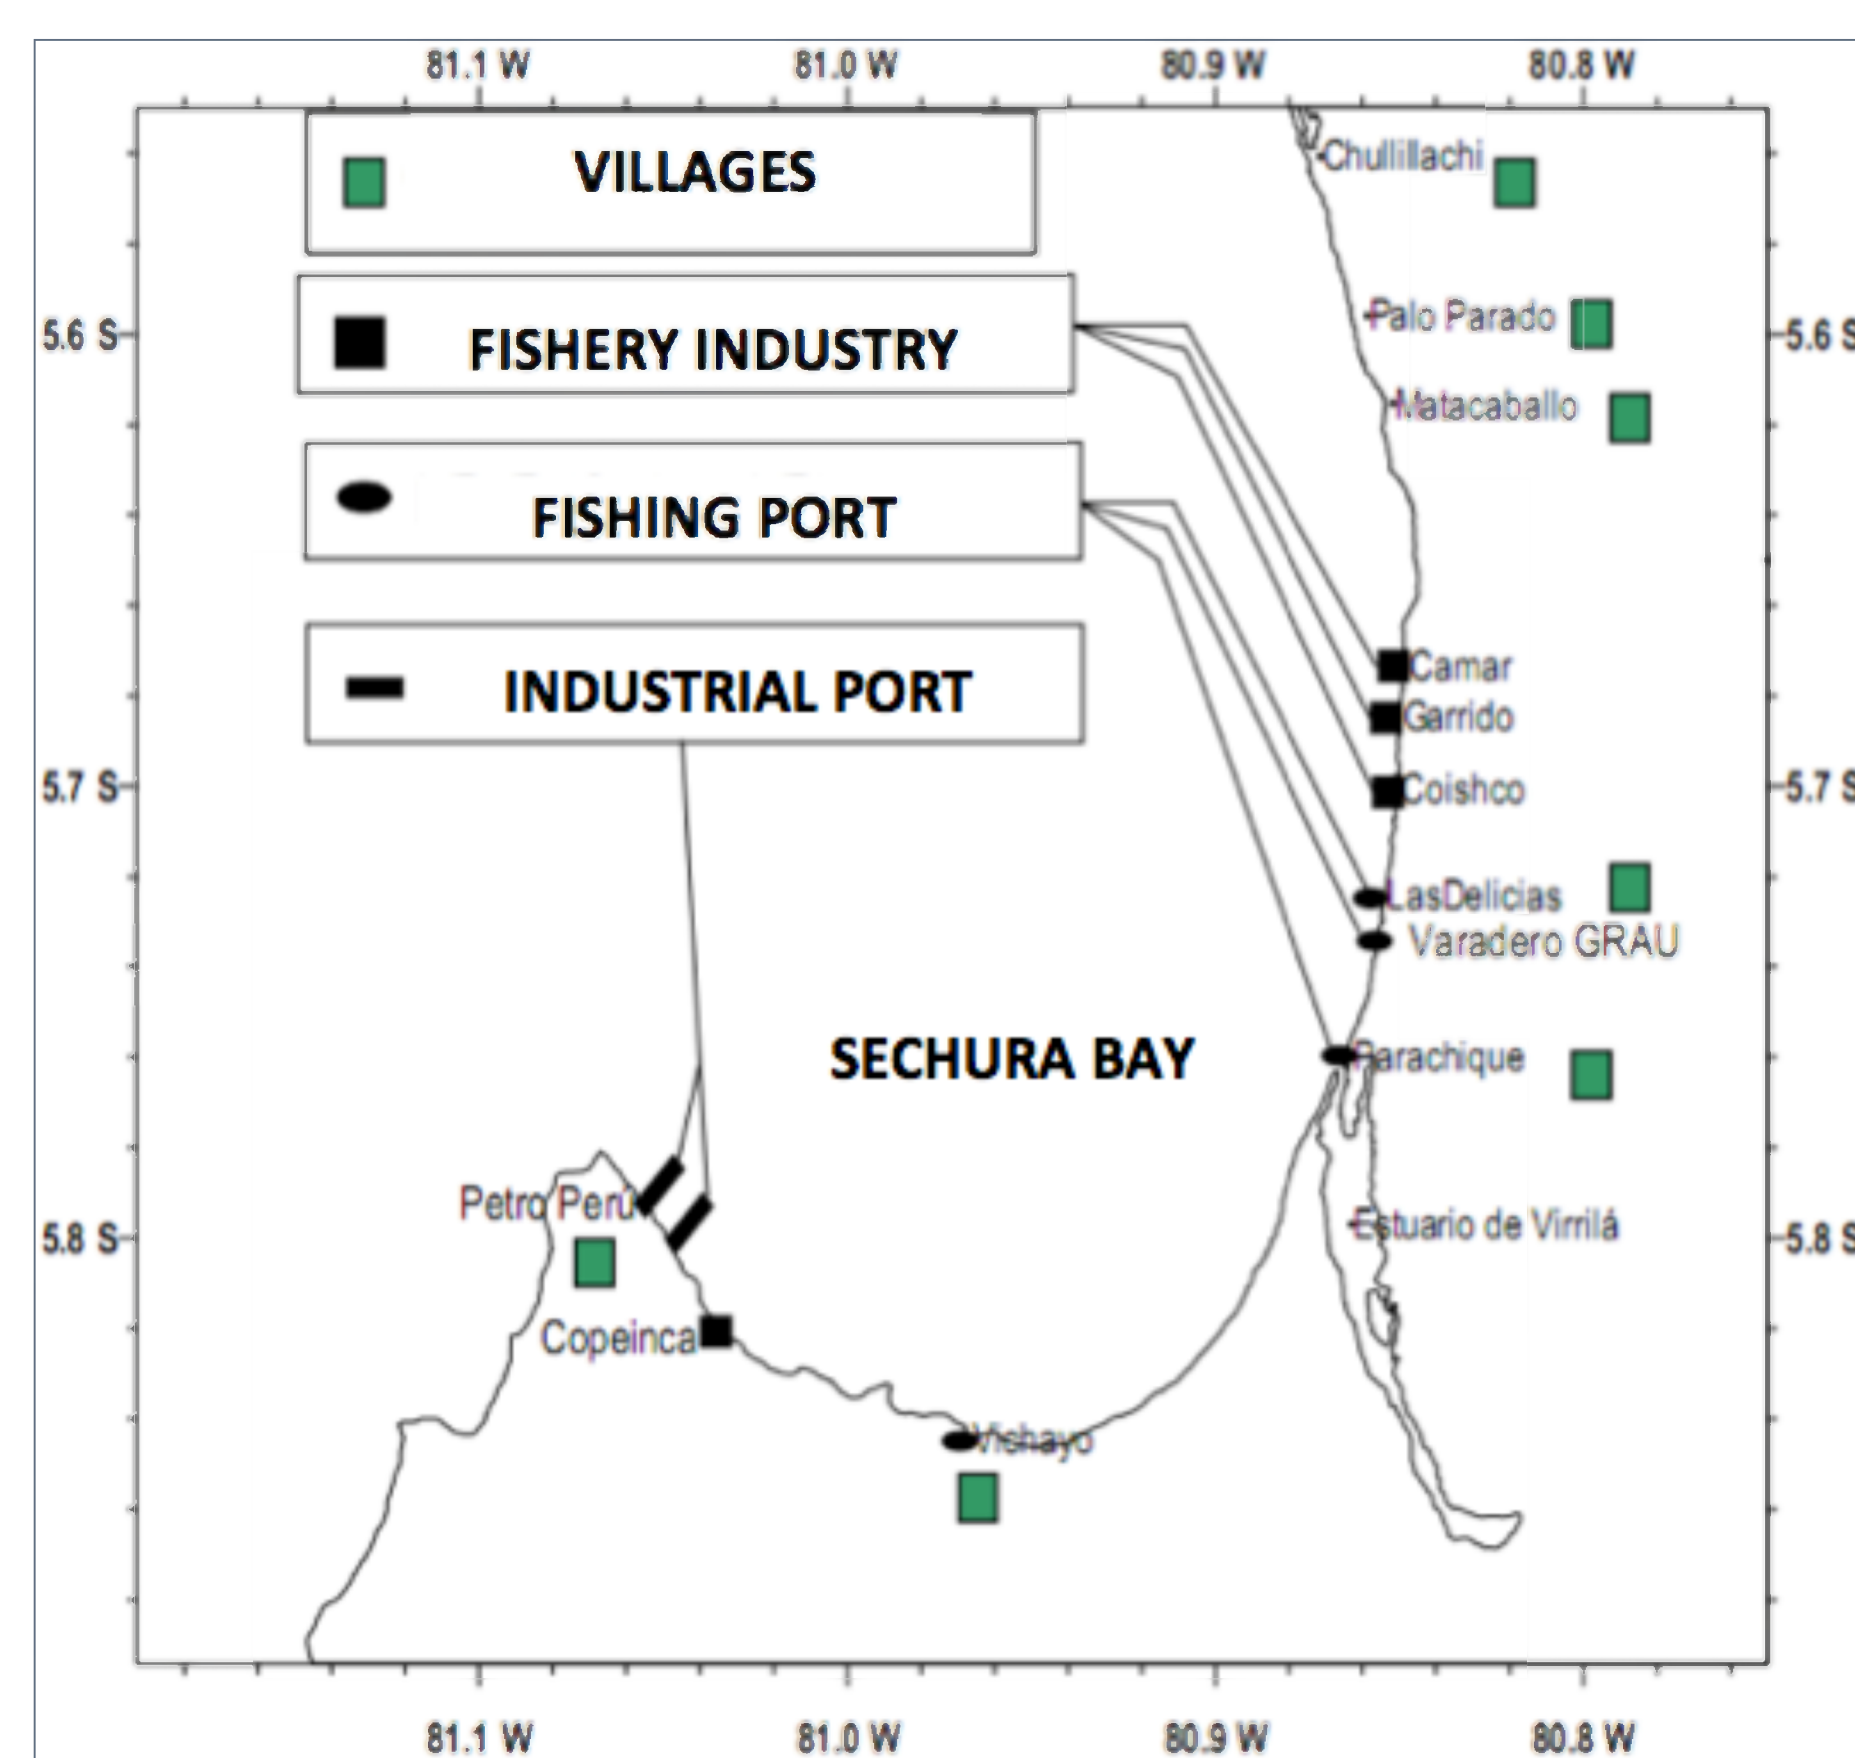 81.1 W 81.0 W 80.9 W 80.8 W
VILLAGES
Chullillachi
5.6 S
FISHERY INDUSTRY
Palo Parado
5.6 S
Matacaballo
FISHING PORT
INDUSTRIAL PORT
Camar
Garrido
5.7 S
Coishco
5.7 S
LasDelicias
Varadero GRAU
SECHURA BAY
Parachique
Petro Perú
5.8 S
Estuario de Virrilá
5.8 S
Copeinca
Vishayo
81.1 W 81.0 W 80.9 W 80.8 W